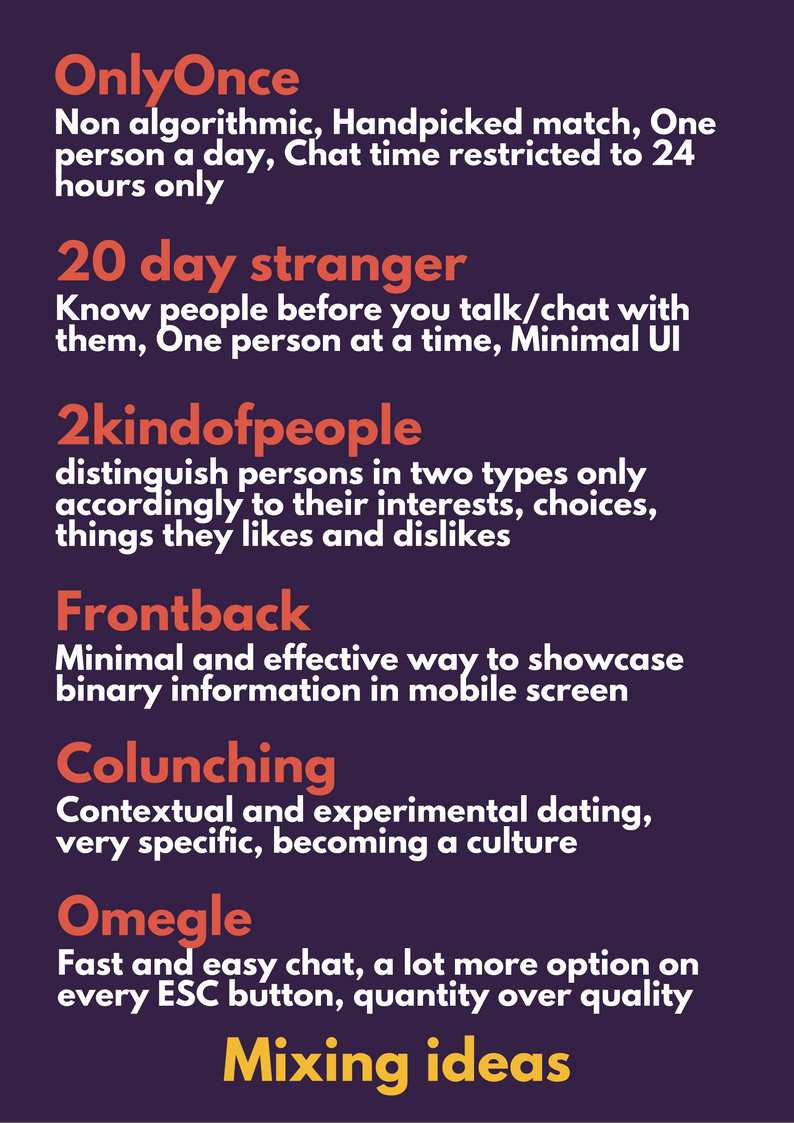 OnlyOnce
Non algorithmic, Handpicked match, One
person a day, Chat time restricted to 24
hours only
20 day stranger
Know people before you talk/chat with
them, One person at a time, Minimal UI
2kindofpeople
distinguish persons in two types only
accordingly to their interests, choices,
things they likes and dislikes
Frontback
Minimal and effective way to showcase
binary information in mobile screen
Colunching
Contextual and experimental dating,
very specific, becoming a culture
Omegle
Fast and easy chat, a lot more option on
every ESC button, quantity over quality
Mixing ideas